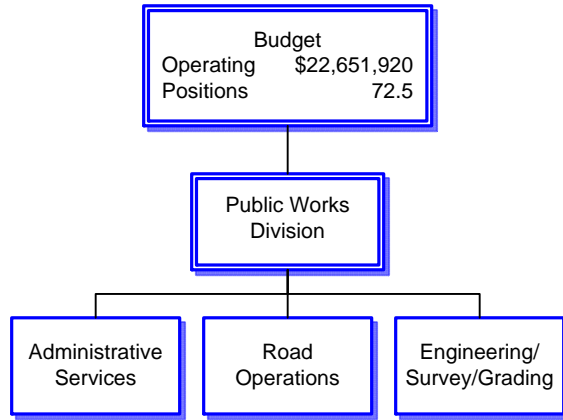 Budget
Operating $22,651,920
Positions 72.5
Public Works
Division
Administrative
Services
Road
Operations
Engineering/
Survey/Grading